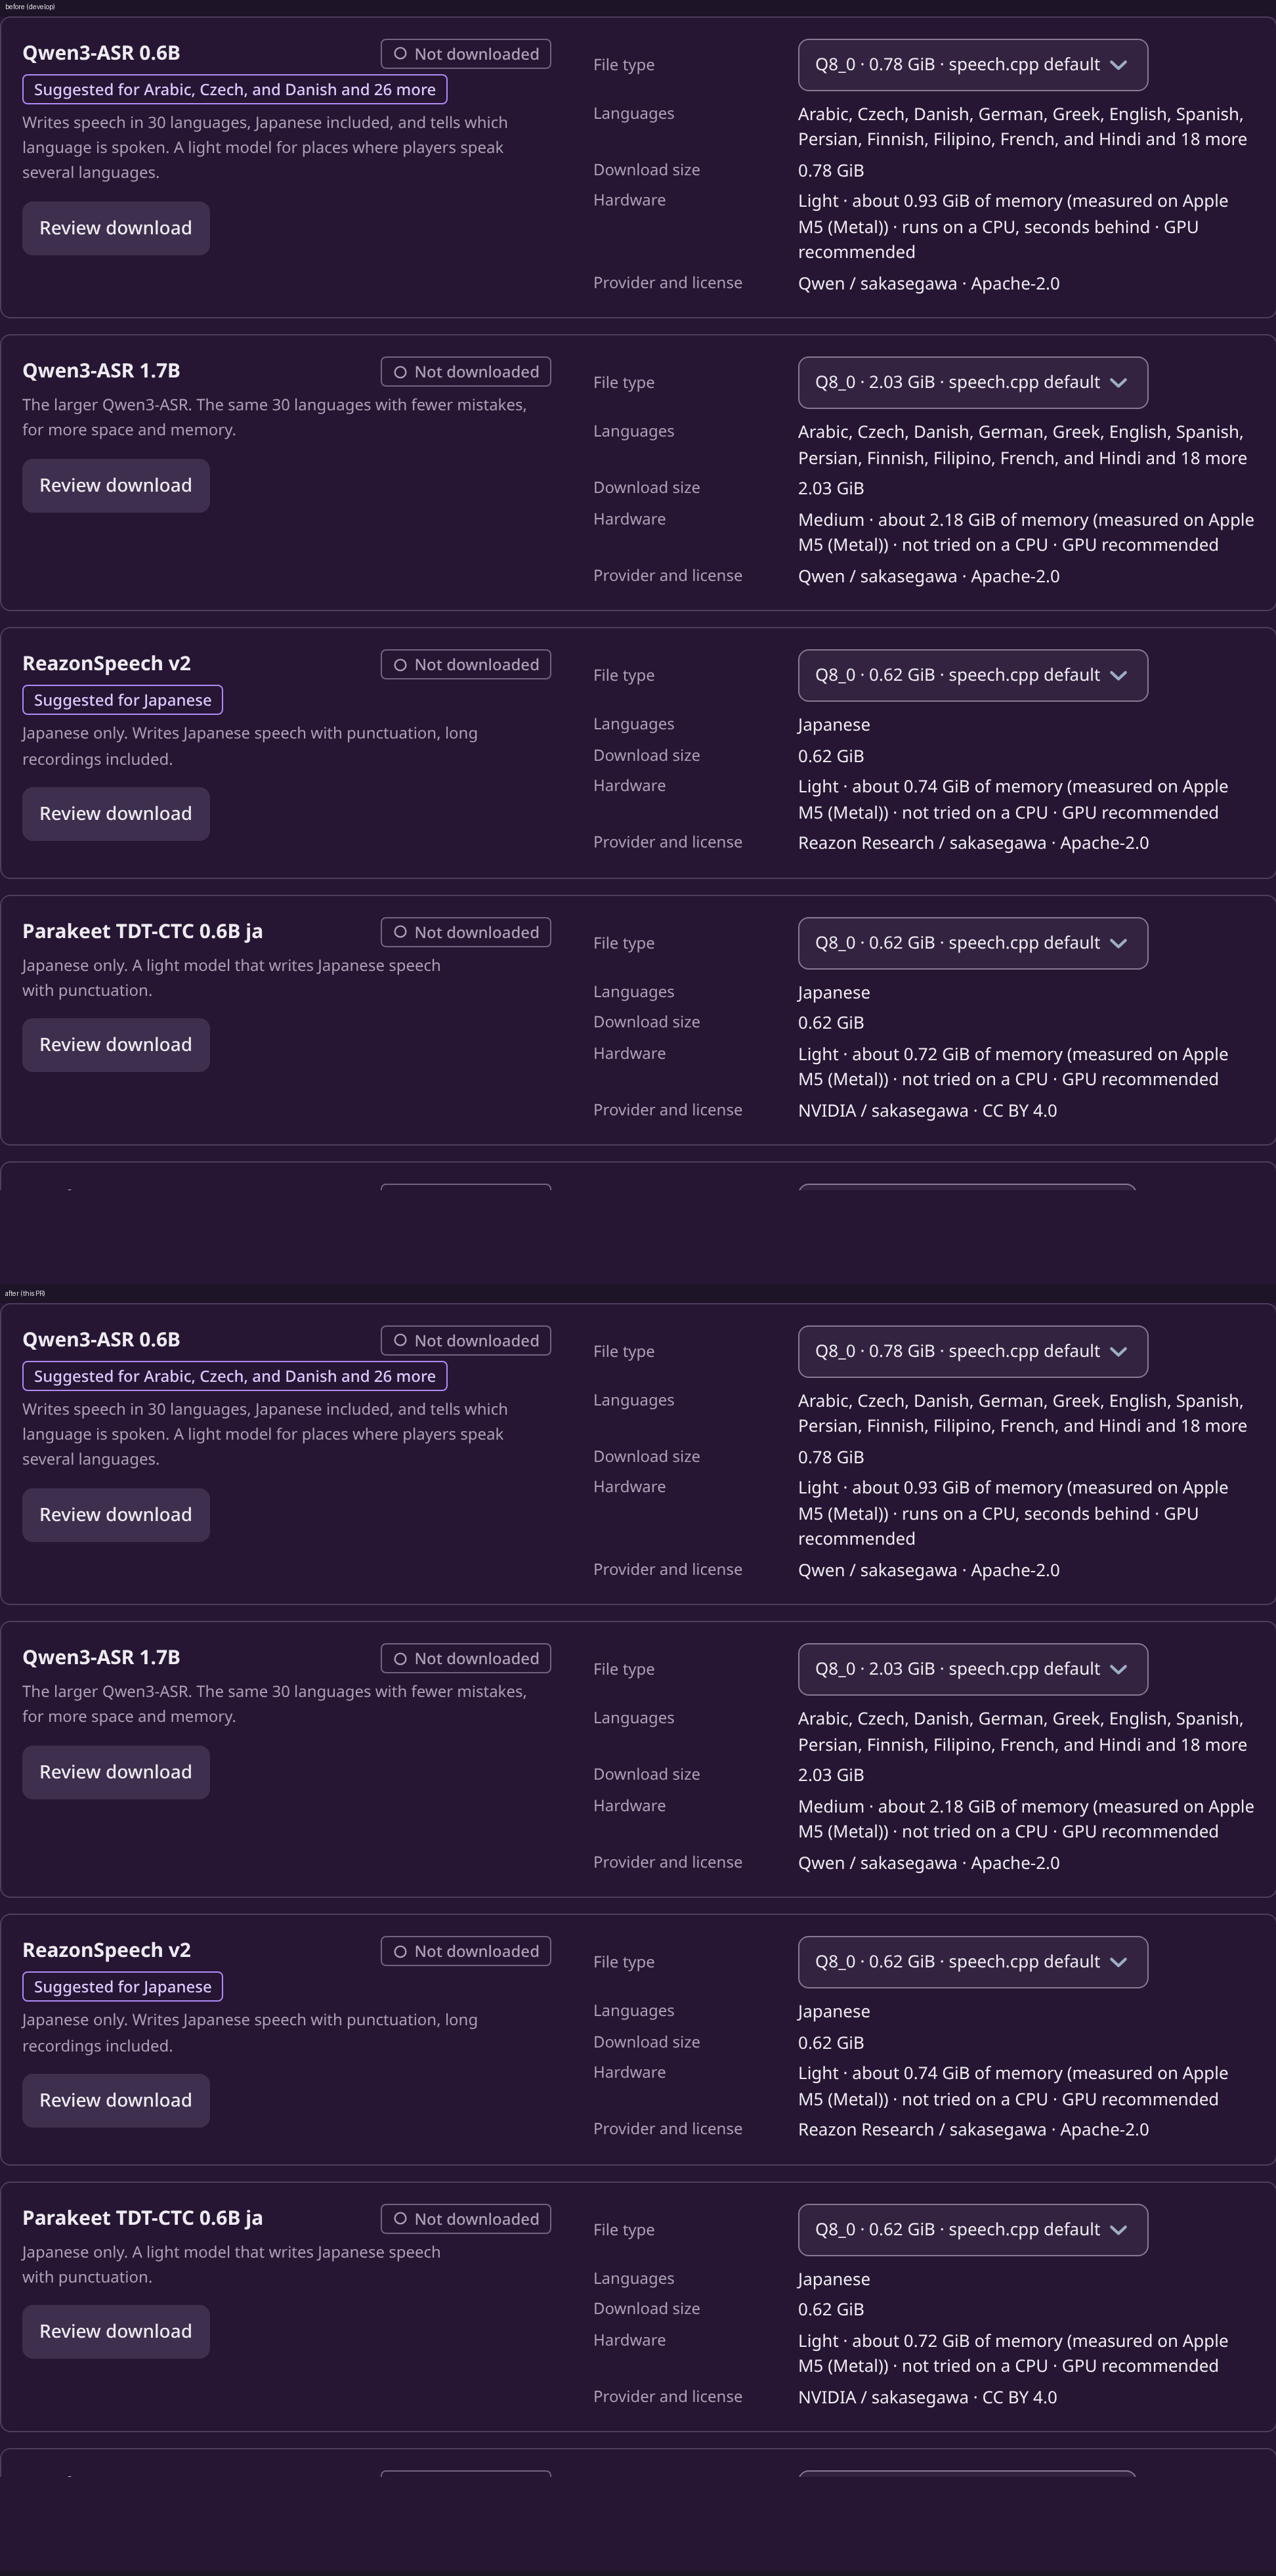 before (develop)
Qwen3-ASR 0.6B
Not downloaded
Suggested for Arabic, Czech, and Danish and 26 more
Writes speech in 30 languages, Japanese included, and tells which
language is spoken. A light model for places where players speak
several languages.
Review download
File type
Q8_0 · 0.78 GiB · speech.cpp default
Languages
Arabic, Czech, Danish, German, Greek, English, Spanish,
Persian, Finnish, Filipino, French, and Hindi and 18 more
Download size
0.78 GiB
Hardware
Light · about 0.93 GiB of memory (measured on Apple
M5 (Metal)) · runs on a CPU, seconds behind · GPU
recommended
Provider and license
Qwen / sakasegawa · Apache-2.0
Qwen3-ASR 1.7B
Not downloaded
The larger Qwen3-ASR. The same 30 languages with fewer mistakes,
for more space and memory.
Review download
File type
Q8_0 · 2.03 GiB · speech.cpp default
Languages
Arabic, Czech, Danish, German, Greek, English, Spanish,
Persian, Finnish, Filipino, French, and Hindi and 18 more
Download size
2.03 GiB
Hardware
Medium · about 2.18 GiB of memory (measured on Apple
M5 (Metal)) · not tried on a CPU · GPU recommended
Provider and license
Qwen / sakasegawa · Apache-2.0
ReazonSpeech v2
Not downloaded
Suggested for Japanese
Japanese only. Writes Japanese speech with punctuation, long
recordings included.
Review download
File type
Q8_0 · 0.62 GiB · speech.cpp default
Languages
Japanese
Download size
0.62 GiB
Hardware
Light · about 0.74 GiB of memory (measured on Apple
M5 (Metal)) · not tried on a CPU · GPU recommended
Provider and license
Reazon Research / sakasegawa · Apache-2.0
Parakeet TDT-CTC 0.6B ja
Not downloaded
Japanese only. A light model that writes Japanese speech
with punctuation.
Review download
File type
Q8_0 · 0.62 GiB · speech.cpp default
Languages
Japanese
Download size
0.62 GiB
Hardware
Light · about 0.72 GiB of memory (measured on Apple
M5 (Metal)) · not tried on a CPU · GPU recommended
Provider and license
NVIDIA / sakasegawa · CC BY 4.0
after (this PR)
Qwen3-ASR 0.6B
Not downloaded
Suggested for Arabic, Czech, and Danish and 26 more
Writes speech in 30 languages, Japanese included, and tells which
language is spoken. A light model for places where players speak
several languages.
Review download
File type
Q8_0 · 0.78 GiB · speech.cpp default
Languages
Arabic, Czech, Danish, German, Greek, English, Spanish,
Persian, Finnish, Filipino, French, and Hindi and 18 more
Download size
0.78 GiB
Hardware
Light · about 0.93 GiB of memory (measured on Apple
M5 (Metal)) · runs on a CPU, seconds behind · GPU
recommended
Provider and license
Qwen / sakasegawa · Apache-2.0
Qwen3-ASR 1.7B
Not downloaded
The larger Qwen3-ASR. The same 30 languages with fewer mistakes,
for more space and memory.
Review download
File type
Q8_0 · 2.03 GiB · speech.cpp default
Languages
Arabic, Czech, Danish, German, Greek, English, Spanish,
Persian, Finnish, Filipino, French, and Hindi and 18 more
Download size
2.03 GiB
Hardware
Medium · about 2.18 GiB of memory (measured on Apple
M5 (Metal)) · not tried on a CPU · GPU recommended
Provider and license
Qwen / sakasegawa · Apache-2.0
ReazonSpeech v2
Not downloaded
Suggested for Japanese
Japanese only. Writes Japanese speech with punctuation, long
recordings included.
Review download
File type
Q8_0 · 0.62 GiB · speech.cpp default
Languages
Japanese
Download size
0.62 GiB
Hardware
Light · about 0.74 GiB of memory (measured on Apple
M5 (Metal)) · not tried on a CPU · GPU recommended
Provider and license
Reazon Research / sakasegawa · Apache-2.0
Parakeet TDT-CTC 0.6B ja
Not downloaded
Japanese only. A light model that writes Japanese speech
with punctuation.
Review download
File type
Q8_0 · 0.62 GiB · speech.cpp default
Languages
Japanese
Download size
0.62 GiB
Hardware
Light · about 0.72 GiB of memory (measured on Apple
M5 (Metal)) · not tried on a CPU · GPU recommended
Provider and license
NVIDIA / sakasegawa · CC BY 4.0